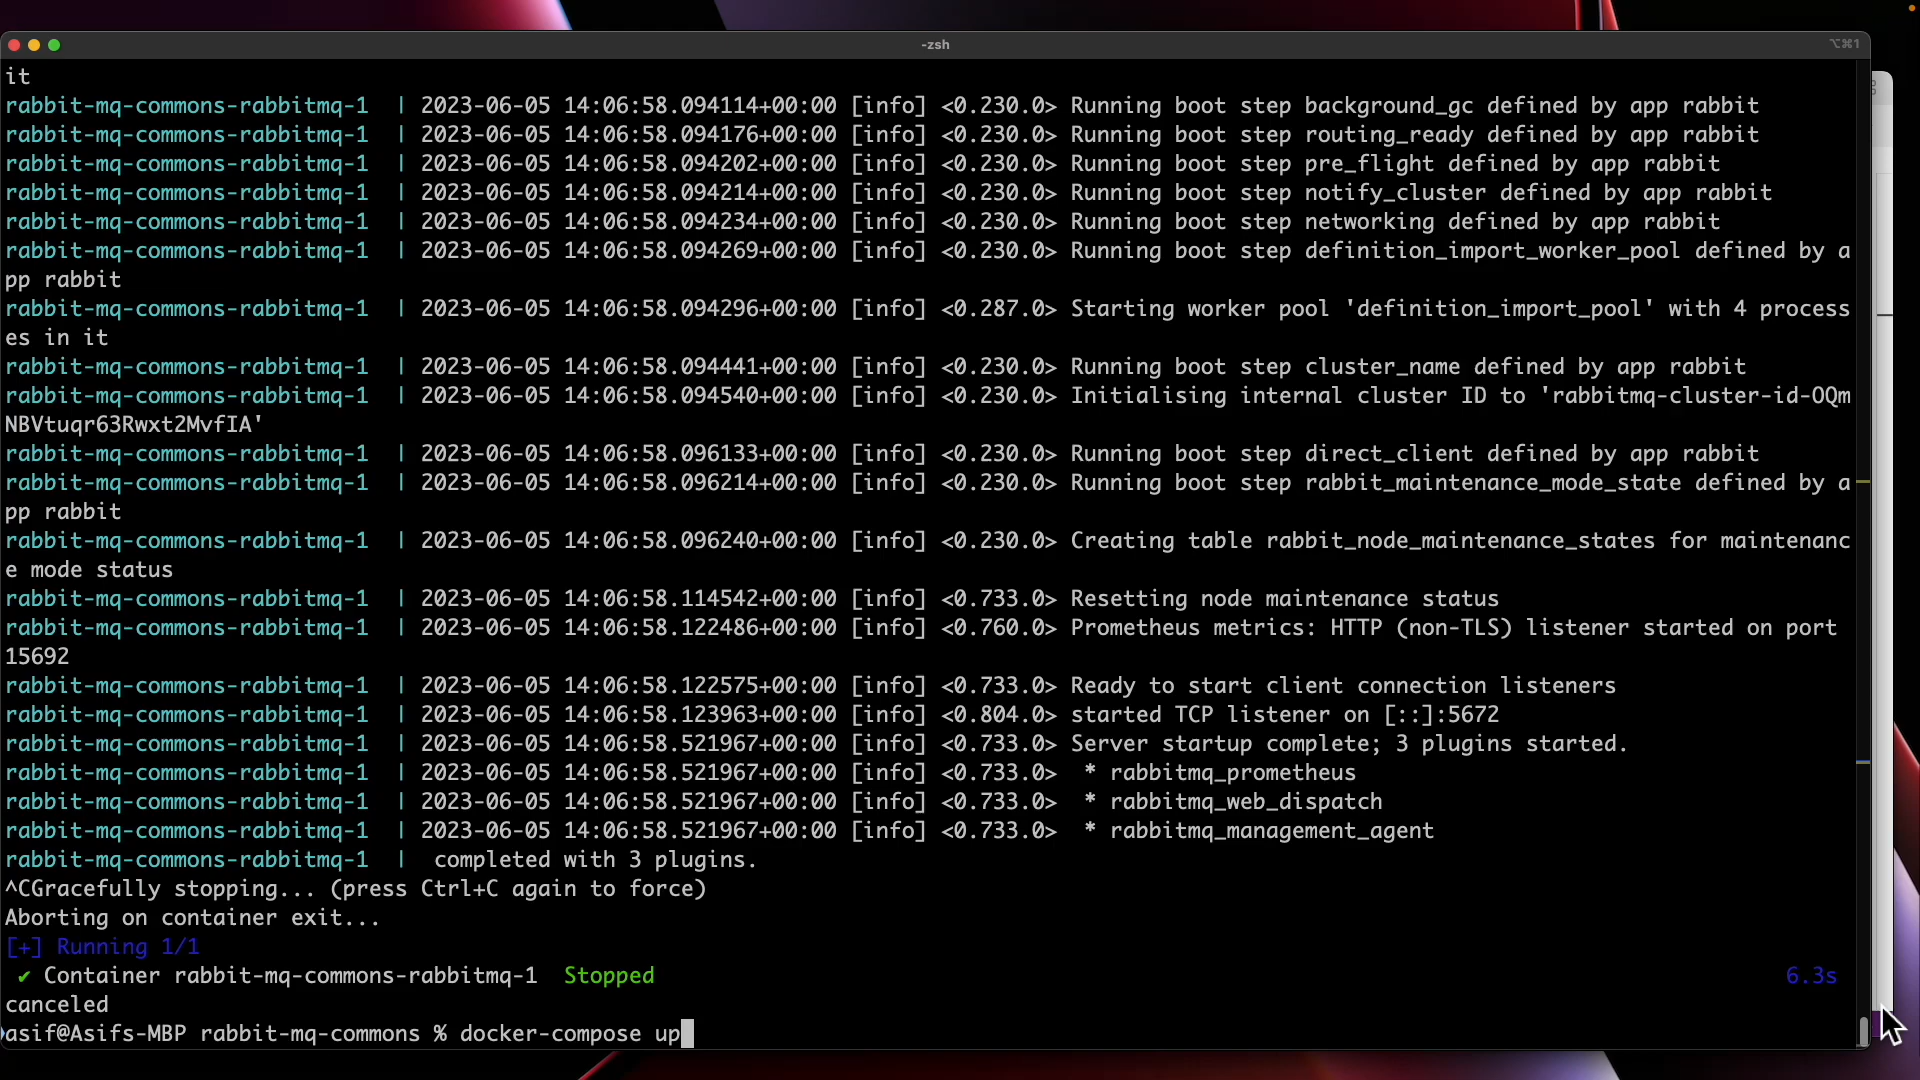 -zsh
⌥⌘1
it
rabbit-mq-commons-rabbitmq-1  | 2023-06-05 14:06:58.094114+00:00 [info] <0.230.0> Running boot step background_gc defined by app rabbit
rabbit-mq-commons-rabbitmq-1  | 2023-06-05 14:06:58.094176+00:00 [info] <0.230.0> Running boot step routing_ready defined by app rabbit
rabbit-mq-commons-rabbitmq-1  | 2023-06-05 14:06:58.094202+00:00 [info] <0.230.0> Running boot step pre_flight defined by app rabbit
rabbit-mq-commons-rabbitmq-1  | 2023-06-05 14:06:58.094214+00:00 [info] <0.230.0> Running boot step notify_cluster defined by app rabbit
rabbit-mq-commons-rabbitmq-1  | 2023-06-05 14:06:58.094234+00:00 [info] <0.230.0> Running boot step networking defined by app rabbit
rabbit-mq-commons-rabbitmq-1  | 2023-06-05 14:06:58.094269+00:00 [info] <0.230.0> Running boot step definition_import_worker_pool defined by a
pp rabbit
rabbit-mq-commons-rabbitmq-1  | 2023-06-05 14:06:58.094296+00:00 [info] <0.287.0> Starting worker pool 'definition_import_pool' with 4 process
es in it
rabbit-mq-commons-rabbitmq-1  | 2023-06-05 14:06:58.094441+00:00 [info] <0.230.0> Running boot step cluster_name defined by app rabbit
rabbit-mq-commons-rabbitmq-1  | 2023-06-05 14:06:58.094540+00:00 [info] <0.230.0> Initialising internal cluster ID to 'rabbitmq-cluster-id-OQm
NBVtuqr63Rwxt2MvfIA'
rabbit-mq-commons-rabbitmq-1  | 2023-06-05 14:06:58.096133+00:00 [info] <0.230.0> Running boot step direct_client defined by app rabbit
rabbit-mq-commons-rabbitmq-1  | 2023-06-05 14:06:58.096214+00:00 [info] <0.230.0> Running boot step rabbit_maintenance_mode_state defined by a
pp rabbit
rabbit-mq-commons-rabbitmq-1  | 2023-06-05 14:06:58.096240+00:00 [info] <0.230.0> Creating table rabbit_node_maintenance_states for maintenanc
e mode status
rabbit-mq-commons-rabbitmq-1  | 2023-06-05 14:06:58.114542+00:00 [info] <0.733.0> Resetting node maintenance status
rabbit-mq-commons-rabbitmq-1  | 2023-06-05 14:06:58.122486+00:00 [info] <0.760.0> Prometheus metrics: HTTP (non-TLS) listener started on port
15692
rabbit-mq-commons-rabbitmq-1  | 2023-06-05 14:06:58.122575+00:00 [info] <0.733.0> Ready to start client connection listeners
rabbit-mq-commons-rabbitmq-1  | 2023-06-05 14:06:58.123963+00:00 [info] <0.804.0> started TCP listener on [::]:5672
rabbit-mq-commons-rabbitmq-1  | 2023-06-05 14:06:58.521967+00:00 [info] <0.733.0> Server startup complete; 3 plugins started.
rabbit-mq-commons-rabbitmq-1  | 2023-06-05 14:06:58.521967+00:00 [info] <0.733.0>  * rabbitmq_prometheus
rabbit-mq-commons-rabbitmq-1  | 2023-06-05 14:06:58.521967+00:00 [info] <0.733.0>  * rabbitmq_web_dispatch
rabbit-mq-commons-rabbitmq-1  | 2023-06-05 14:06:58.521967+00:00 [info] <0.733.0>  * rabbitmq_management_agent
rabbit-mq-commons-rabbitmq-1  |  completed with 3 plugins.
^CGracefully stopping... (press Ctrl+C again to force)
Aborting on container exit...
[+] Running 1/1
✔ Container rabbit-mq-commons-rabbitmq-1  Stopped 6.3s
canceled
asif@Asifs-MBP rabbit-mq-commons % docker-compose up